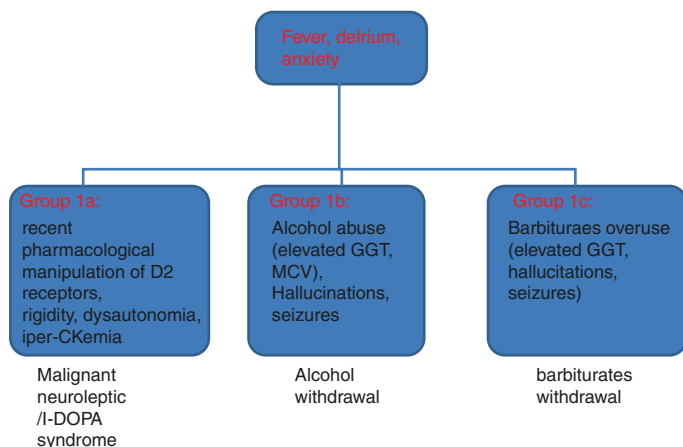 Fever, delrium,
anxiety
Group 1a:
recent
pharmacological
manipulation of D2
receptors,
rigidity, dysautonomia,
iper-CKemia
Malignant
neuroleptic
/I-DOPA
syndrome
Group 1b:
Alcohol abuse
(elevated GGT,
MCV),
Hallucinations,
seizures
Alcohol
withdrawal
Group 1c:
Barbituraes overuse
(elevated GGT,
hallucitations,
seizures)
barbiturates
withdrawal